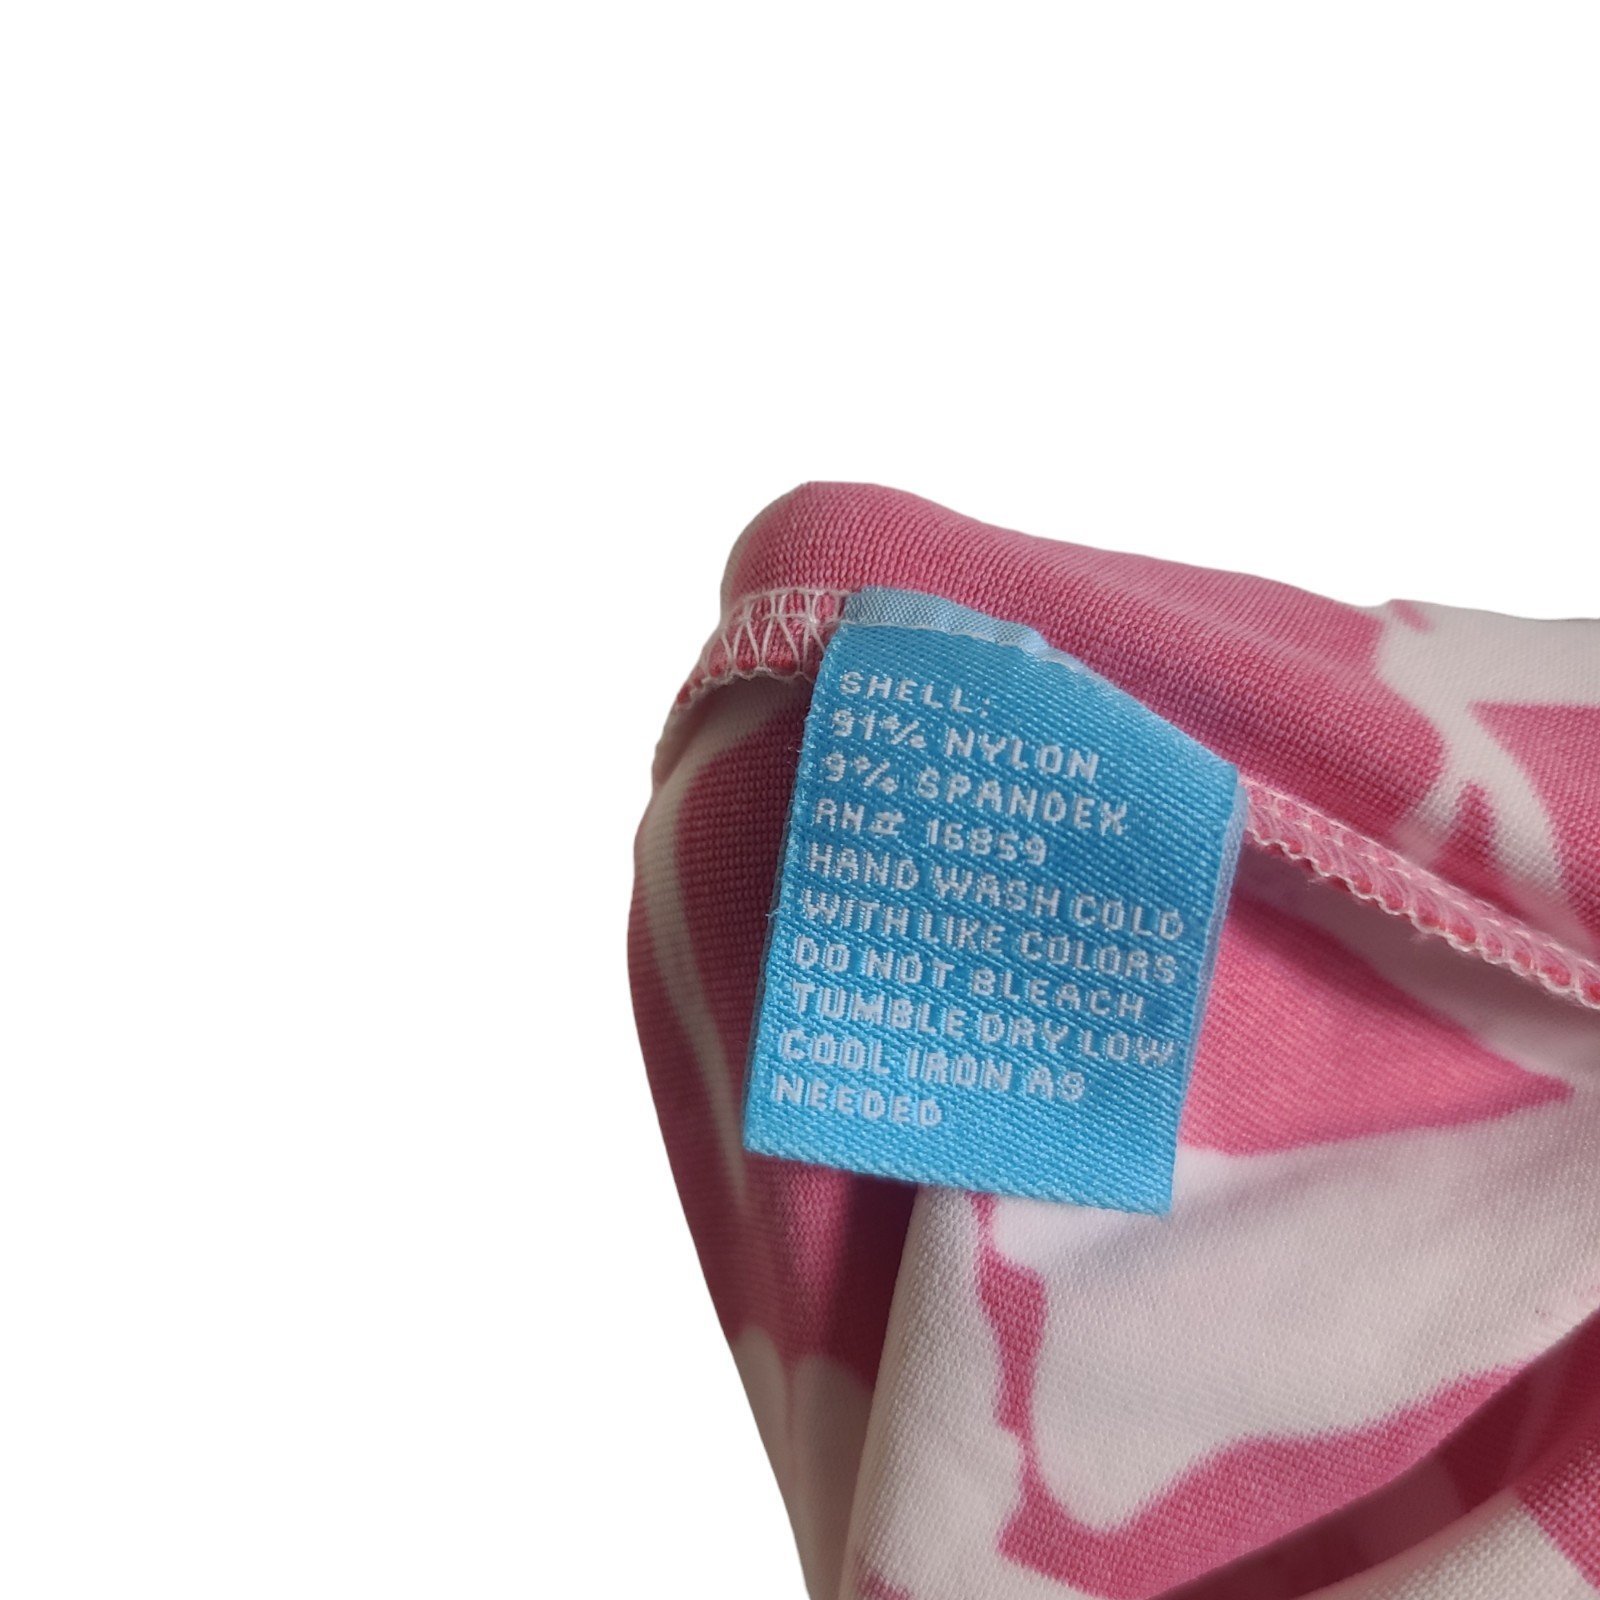 SHELL:
91% NYLON
9% SPANDEX
RN# 16859
HAND WASH COLD
WITH LIKE COLORS
DO NOT BLEACH
TUMBLE DRY LOW
COOL IRON AS
NEEDED